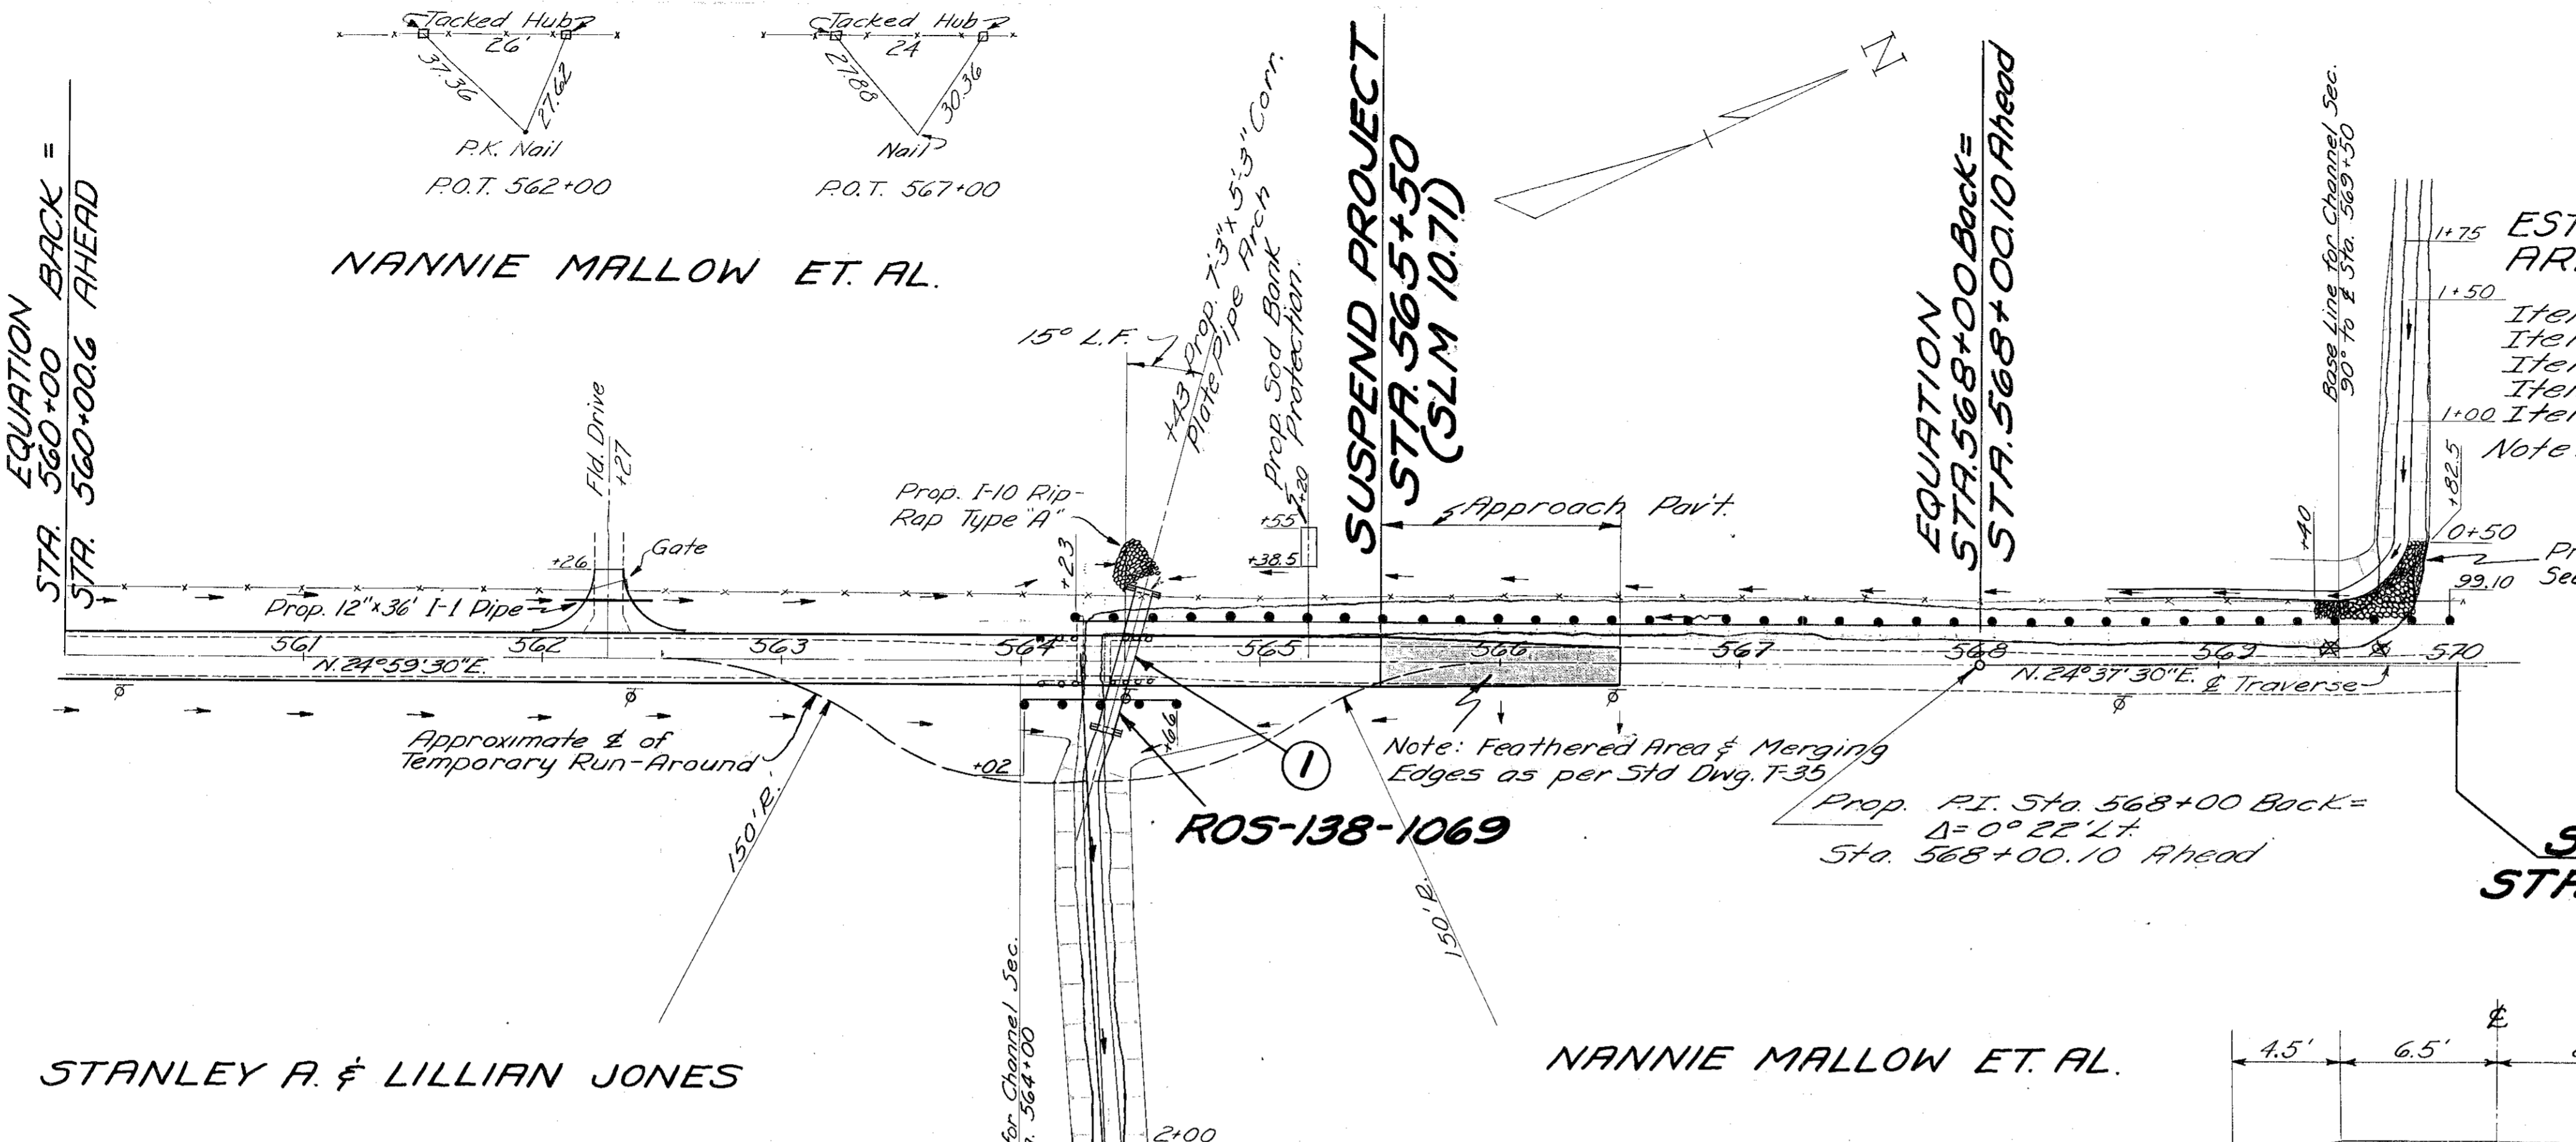 Tacked Hub
26'
37.36
27.62
P.K. Nail
P.O.T. 562+00
Tacked Hub
24
27.88
30.36
Nail
P.O.T. 567+00
N
EQUATION
STA. 560+00 BACK =
STA. 560+00.6 AHEAD
NANNIE MALLOW ET. AL.
15° L.F.
+43 Prop. 7'-3" x 5'-3" Corr.
Plate Pipe Arch
Prop. Sod Bank
Protection.
+20
+55
+38.5
SUSPEND PROJECT
STA. 565+50
(SLM 10.71)
EQUATION
STA. 568+00 Back=
STA. 568+00.10 Ahead
Base Line for Channel Sec.
90° to ℄ Sta. 569+50
1+75
1+50
1+00
+82.5
0+50
99.10
+40
Note
Fld. Drive
+27
+26
Gate
Prop. 12"x36' I-1 Pipe
Prop. I-10 Rip-
Rap Type "A"
+23
Approach Pav't.
561
562
563
564
565
566
567
568
569
570
N.24°59'30"E.
N.24°37'30"E.
℄ Traverse
Approximate ℄ of
Temporary Run-Around
150' R.
+02
+66
1
ROS-138-1069
Note: Feathered Area & Merging
Edges as per Std Dwg. T-35
150' R.
Prop. P.I. Sta. 568+00 Back=
Δ= 0° 22' Lt.
Sta. 568+00.10 Ahead
STANLEY A. & LILLIAN JONES
for Channel Sec.
564+00
2+00
NANNIE MALLOW ET. AL.
℄
4.5'
6.5'